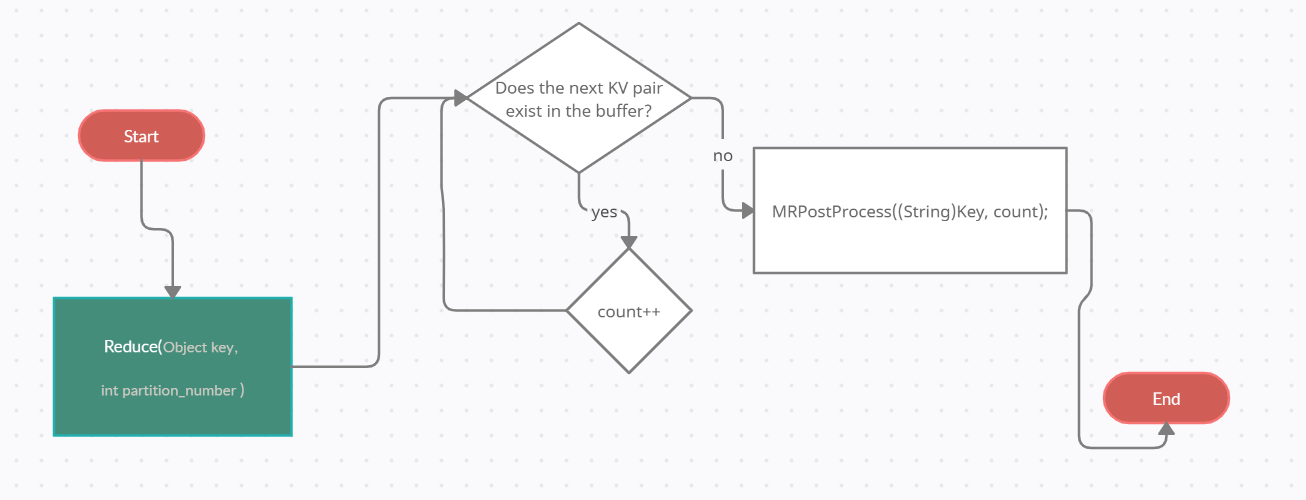 Start
Reduce(Object key,
int partition_number )
Does the next KV pair
exist in the buffer?
yes
count++
no
MRPostProcess((String)Key, count);
End